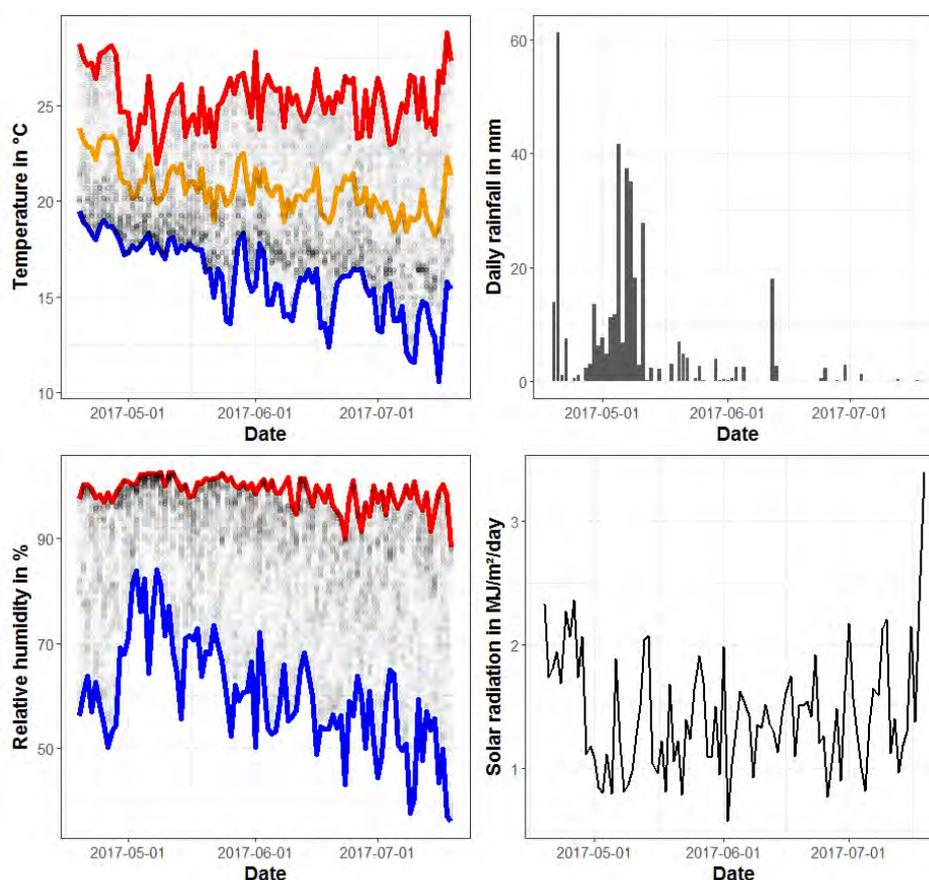 Temperature in °C
25
20
15
10
2017-05-01 2017-06-01 2017-07-01
Date
Daily rainfall in mm
60
40
20
0
2017-05-01 2017-06-01 2017-07-01
Date
Relative humidity in %
90
70
50
2017-05-01 2017-06-01 2017-07-01
Date
Solar radiation in MJ/m²/day
3
2
1
2017-05-01 2017-06-01 2017-07-01
Date